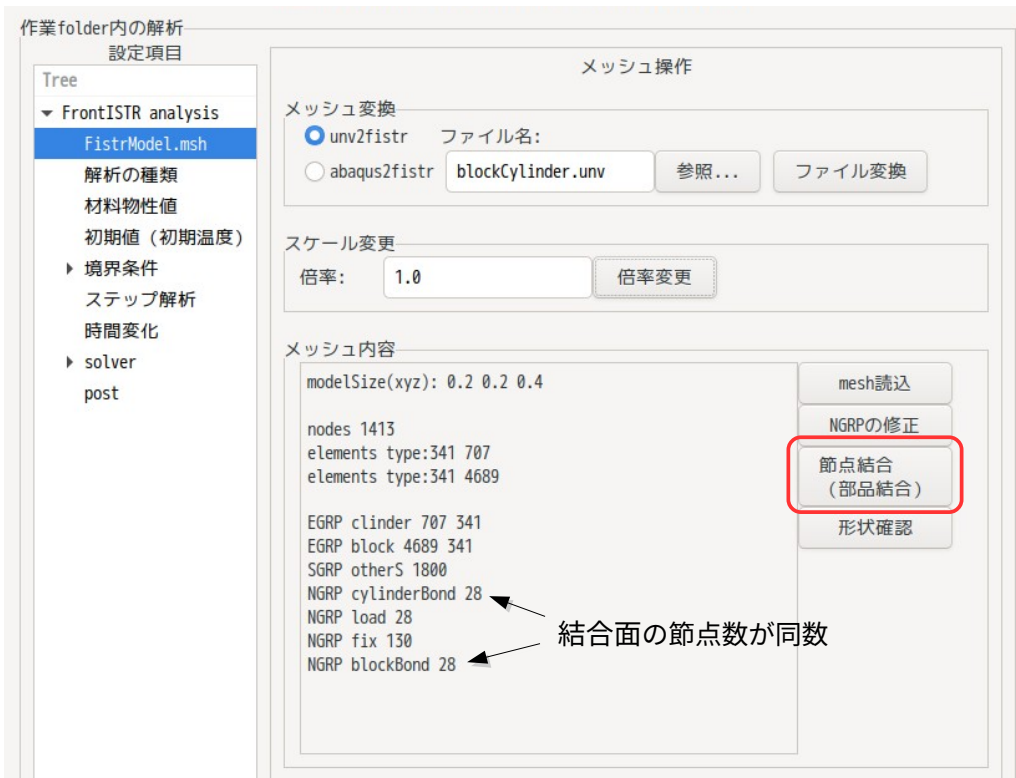 作業folder内の解析
設定項目
Tree
FrontISTR analysis
FistrModel.msh
解析の種類
材料物性値
初期値 (初期温度)
境界条件
ステップ解析
時間変化
solver
post
メッシュ操作
メッシュ変換
unv2fistr ファイル名:
abaqus2fistr blockCylinder.unv 参照... ファイル変換
スケール変更
倍率: 1.0 倍率変更
メッシュ内容
modelSize(xyz): 0.2 0.2 0.4
nodes 1413
elements type:341 707
elements type:341 4689
EGRP clinder 707 341
EGRP block 4689 341
SGRP otherS 1800
NGRP cylinderBond 28
NGRP load 28
NGRP fix 130
NGRP blockBond 28
mesh読込
NGRPの修正
節点結合
(部品結合)
形状確認
結合面の節点数が同数